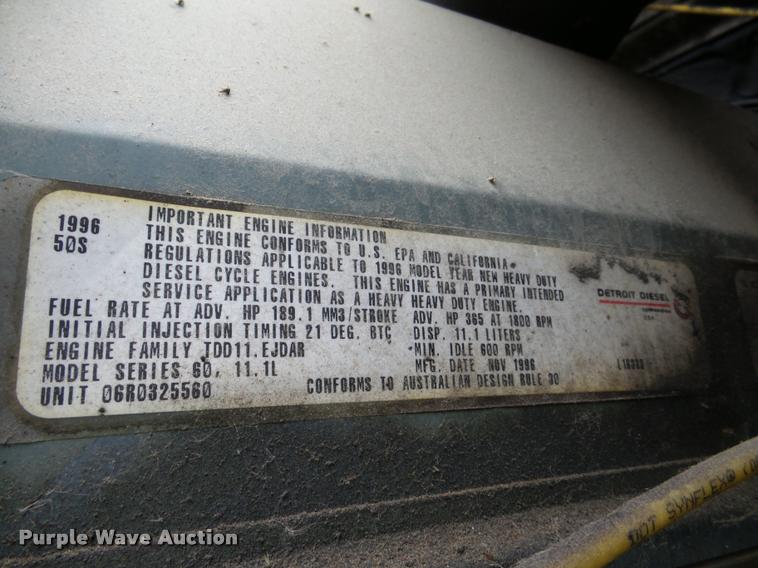 1996
50S
IMPORTANT ENGINE INFORMATION
THIS ENGINE CONFORMS TO U.S. EPA AND CALIFORNIA
REGULATIONS APPLICABLE TO 1996 MODEL YEAR NEW HEAVY DUTY
DIESEL CYCLE ENGINES. THIS ENGINE HAS A PRIMARY INTENDED
SERVICE APPLICATION AS A HEAVY HEAVY DUTY ENGINE.
FUEL RATE AT ADV. HP 189.1 MM3/STROKE ADV. HP 365 AT 1800 RPM
INITIAL INJECTION TIMING 21 DEG. BTC DISP. 11.1 LITERS
ENGINE FAMILY TDD11.EJDAR MIN. IDLE 600 RPM
MODEL SERIES 60, 11.1L MFG. DATE NOV 1996
UNIT 06R0325560 CONFORMS TO AUSTRALIAN DESIGN RULE 30
DETROIT DIESEL
CORPORATION
USA
SYNFLEX®
Purple Wave Auction